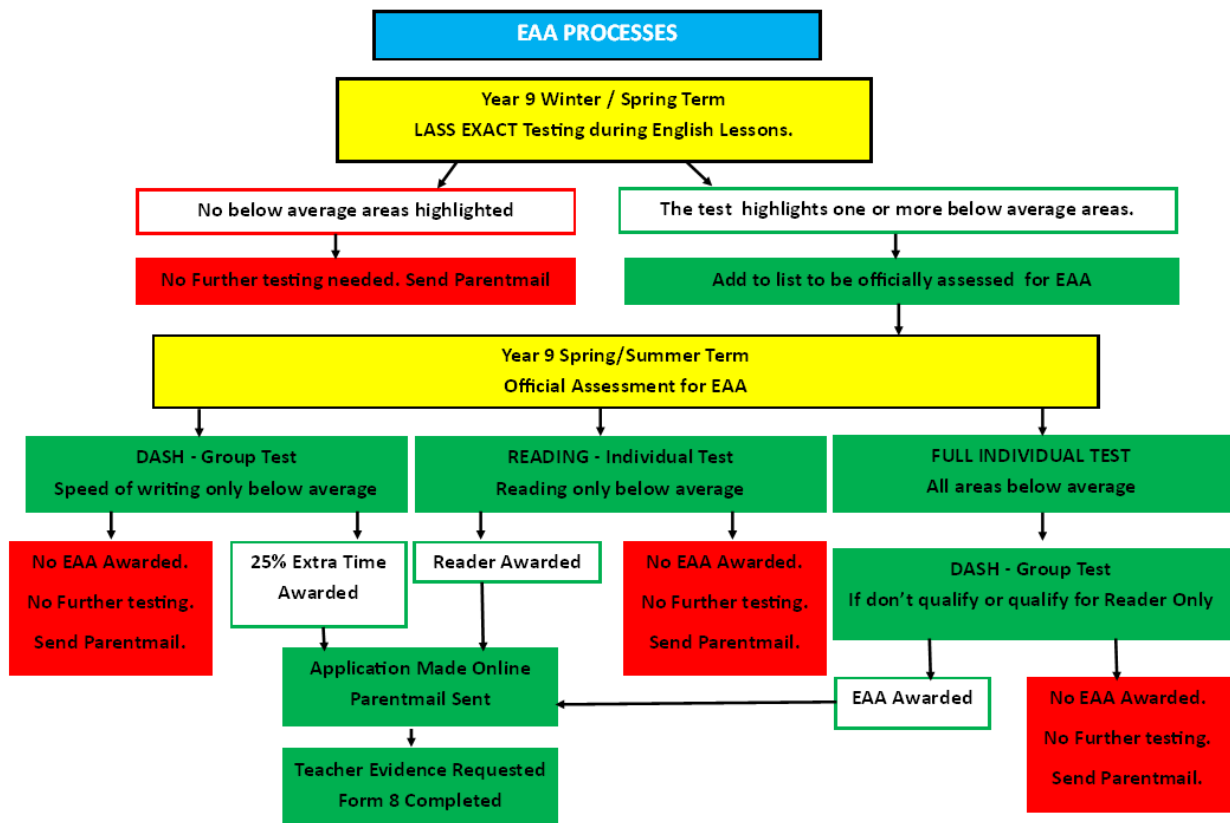 EAA PROCESSES
Year 9 Winter / Spring Term
LASS EXACT Testing during English Lessons.
No below average areas highlighted
The test highlights one or more below average areas.
No Further testing needed. Send Parentmail
Add to list to be officially assessed for EAA
Year 9 Spring/Summer Term
Official Assessment for EAA
DASH - Group Test
Speed of writing only below average
READING - Individual Test
Reading only below average
FULL INDIVIDUAL TEST
All areas below average
No EAA Awarded.
No Further testing.
Send Parentmail.
25% Extra Time
Awarded
Reader Awarded
No EAA Awarded.
No Further testing.
Send Parentmail.
DASH - Group Test
If don't qualify or qualify for Reader Only
Application Made Online
Parentmail Sent
EAA Awarded
No EAA Awarded.
No Further testing.
Send Parentmail.
Teacher Evidence Requested
Form 8 Completed